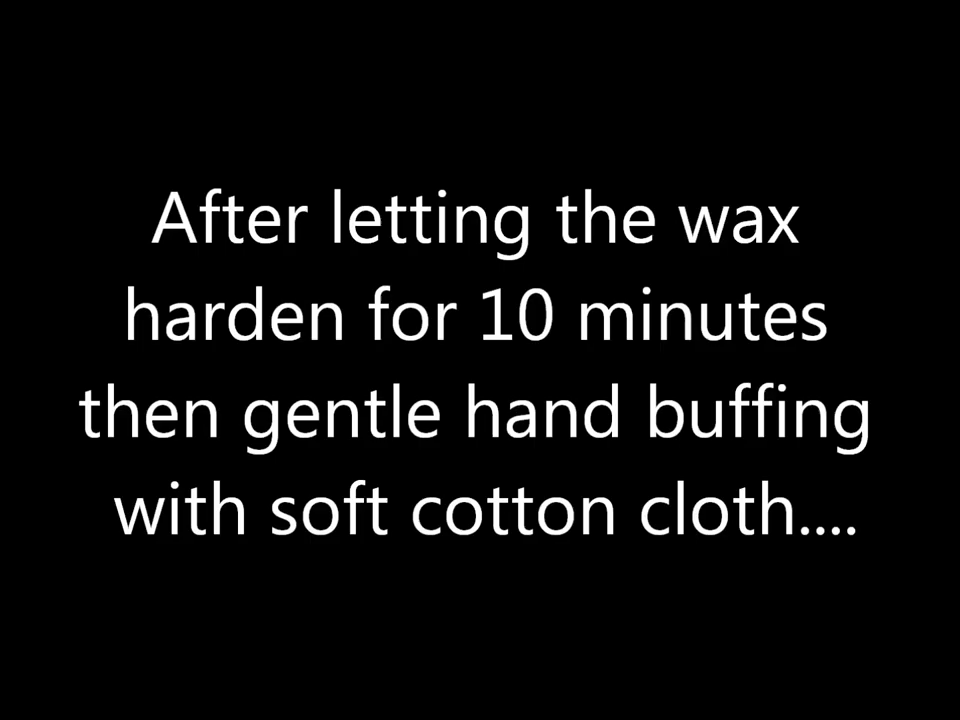 After letting the wax
harden for 10 minutes
then gentle hand buffing
with soft cotton cloth....